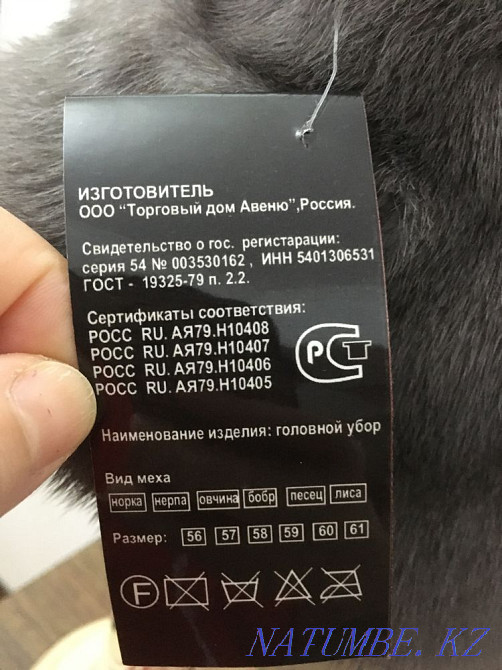 ИЗГОТОВИТЕЛЬ
ООО “Торговый дом Авеню”,Россия.
Свидетельство о гос. регистарации:
серия 54 № 003530162 , ИНН 5401306531
ГОСТ - 19325-79 п. 2.2.
Сертификаты соответствия:
РОСС RU. АЯ79.Н10408
РОСС RU. АЯ79.Н10407
РОСС RU. АЯ79.Н10406
РОСС RU. АЯ79.Н10405
РСТ
Наименование изделия: головной убор
Вид меха
норка нерпа овчина бобр песец лиса
Размер: 56 57 58 59 60 61
F
NATUMBE. KZ